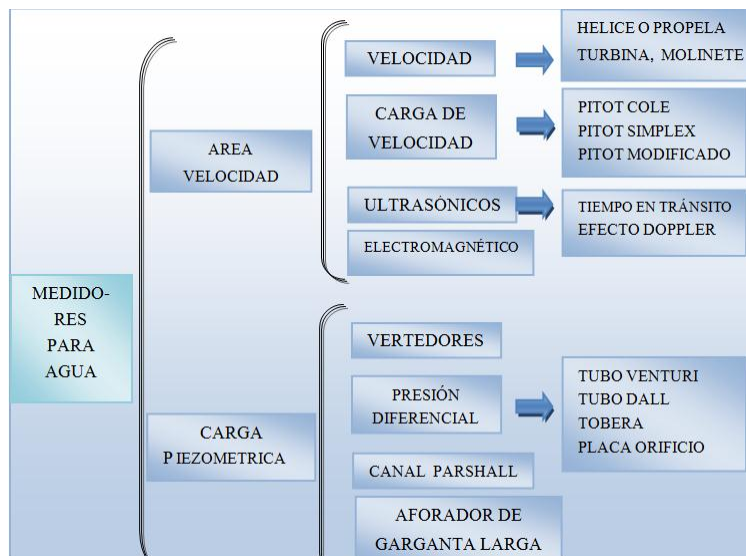 MEDIDO-
RES
PARA
AGUA
AREA
VELOCIDAD
VELOCIDAD
HELICE O PROPELA
TURBINA, MOLINETE
CARGA DE
VELOCIDAD
PITOT COLE
PITOT SIMPLEX
PITOT MODIFICADO
ULTRASÓNICOS
TIEMPO EN TRÁNSITO
EFECTO DOPPLER
ELECTROMAGNÉTICO
CARGA
PIEZOMETRICA
VERTEDORES
PRESIÓN
DIFERENCIAL
TUBO VENTURI
TUBO DALL
TOBERA
PLACA ORIFICIO
CANAL PARSHALL
AFORADOR DE
GARGANTA LARGA